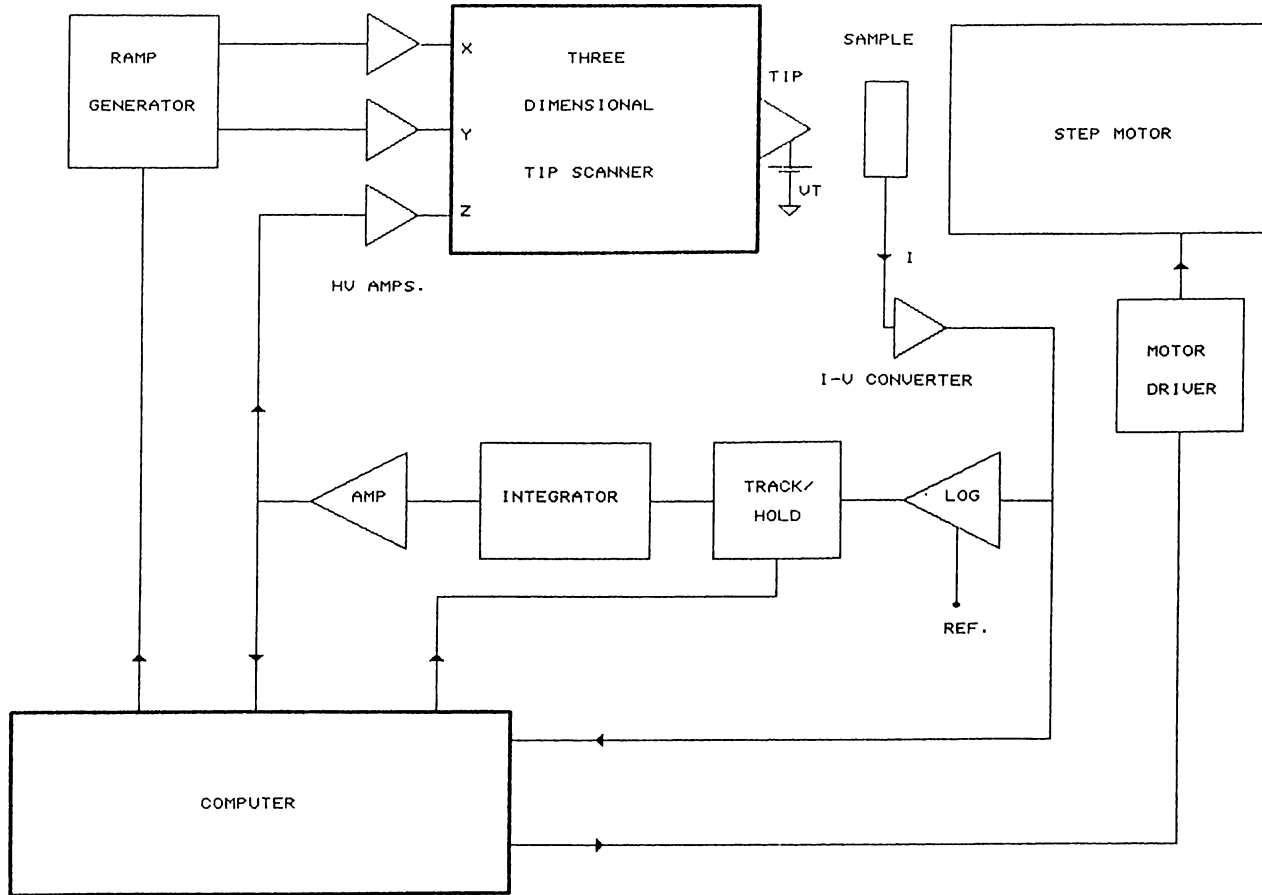 RAMP
GENERATOR
X
Y
Z
HV AMPS.
THREE
DIMENSIONAL
TIP SCANNER
TIP
VT
SAMPLE
STEP MOTOR
I
I-V CONVERTER
MOTOR
DRIVER
AMP
INTEGRATOR
TRACK/
HOLD
LOG
REF.
COMPUTER